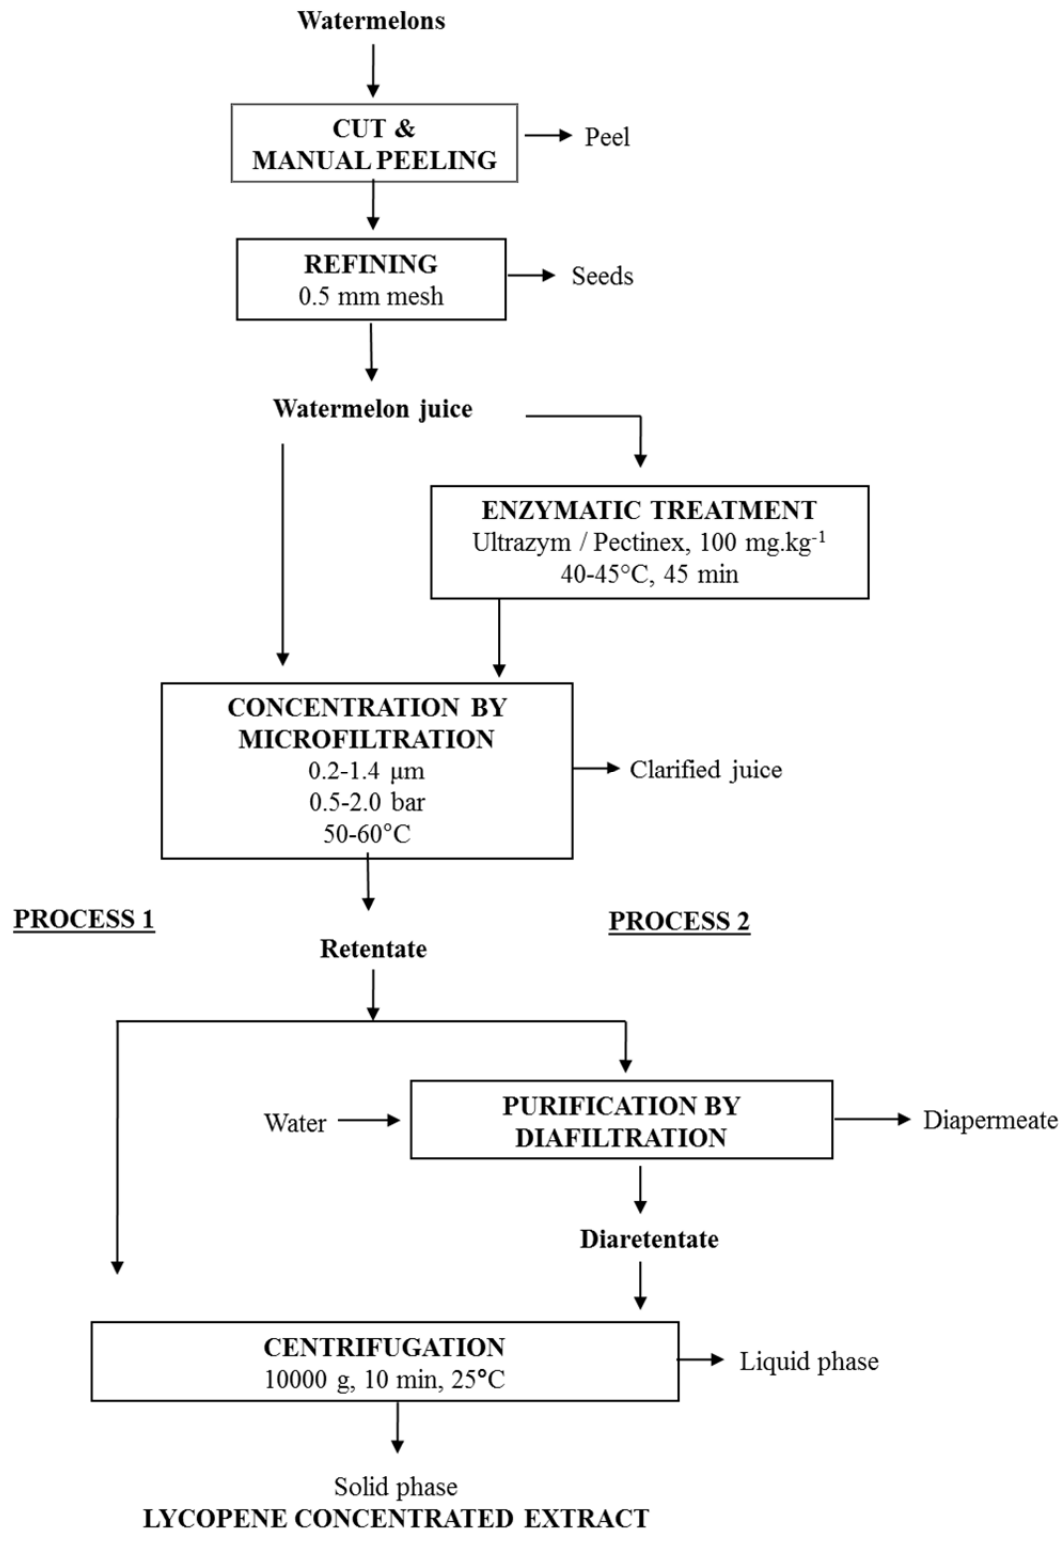 Watermelons
CUT &
MANUAL PEELING
Peel
REFINING
0.5 mm mesh
Seeds
Watermelon juice
ENZYMATIC TREATMENT
Ultrazym / Pectinex, 100 mg.kg⁻¹
40-45°C, 45 min
CONCENTRATION BY
MICROFILTRATION
0.2-1.4 μm
0.5-2.0 bar
50-60°C
Clarified juice
PROCESS 1
PROCESS 2
Retentate
Water
PURIFICATION BY
DIAFILTRATION
Diapermeate
Diaretentate
CENTRIFUGATION
10000 g, 10 min, 25°C
Liquid phase
Solid phase
LYCOPENE CONCENTRATED EXTRACT